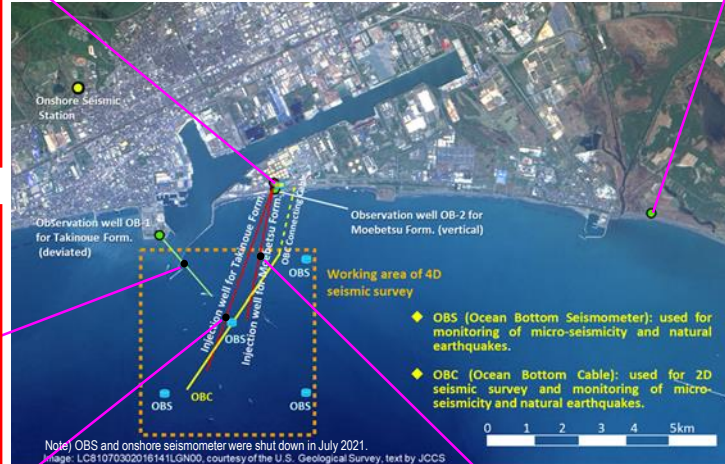 Onshore Seismic
Station
Observation well OB-1
for Takinoue Form.
(deviated)
Observation well OB-2 for
Moebetsu Form. (vertical)
Injection well for Takinoue Form.
Injection well for Moebetsu Form.
OBC Connecting Cable
OBS
Working area of 4D
seismic survey
OBS
OBC
OBS
OBS
◆ OBS (Ocean Bottom Seismometer): used for
monitoring of micro-seismicity and natural
earthquakes.
◆ OBC (Ocean Bottom Cable): used for 2D
seismic survey and monitoring of micro-
seismicity and natural earthquakes.
0 1 2 3 4 5km
Note) OBS and onshore seismometer were shut down in July 2021.
Image: LC81070302016141LGN00, courtesy of the U.S. Geological Survey, text by JCCS